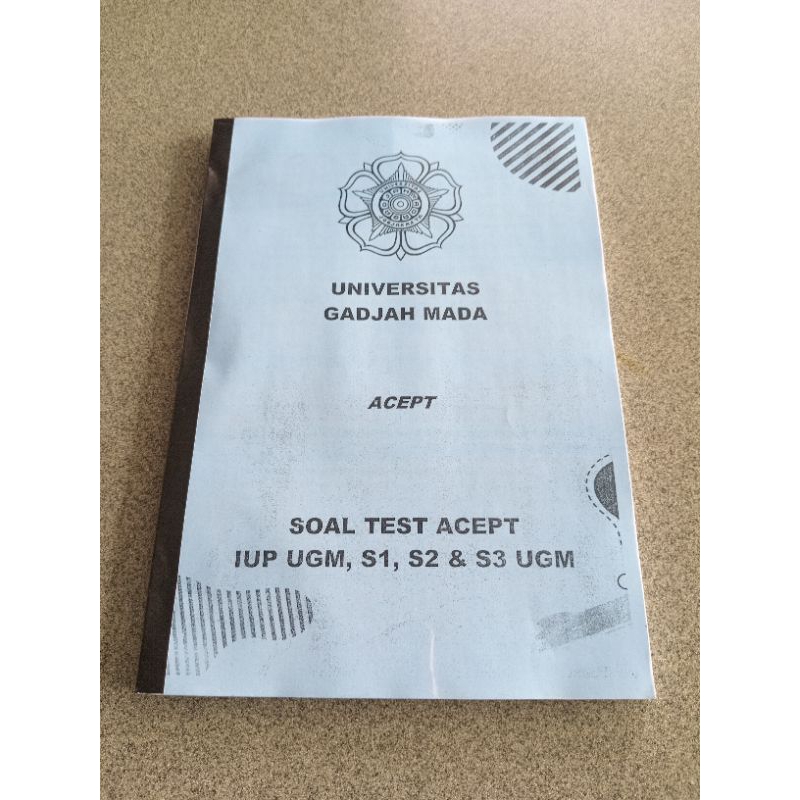 UNIVERSITAS
GADJAH MADA
ACEPT
SOAL TEST ACEPT
IUP UGM, S1, S2 & S3 UGM